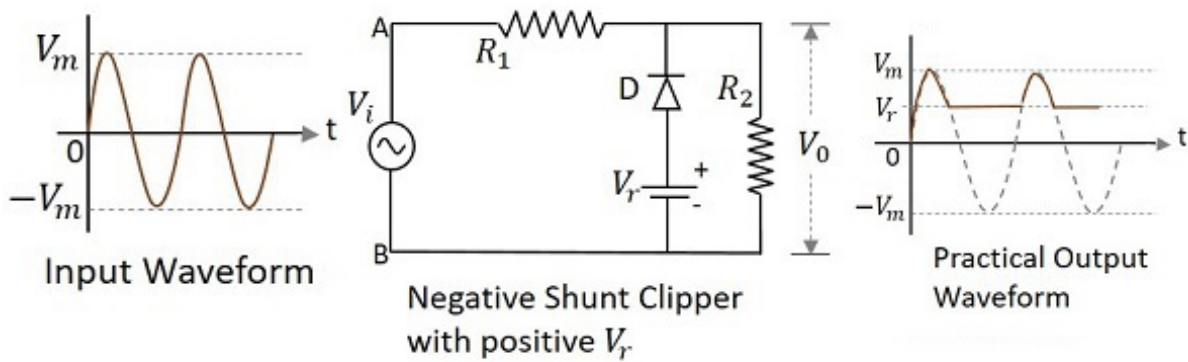 V_m
0
t
−V_m
Input Waveform
A
R_1
V_i
D
R_2
V_r
+
-
V_0
B
Negative Shunt Clipper
with positive V_r
V_m
V_r
0
t
−V_m
Practical Output
Waveform